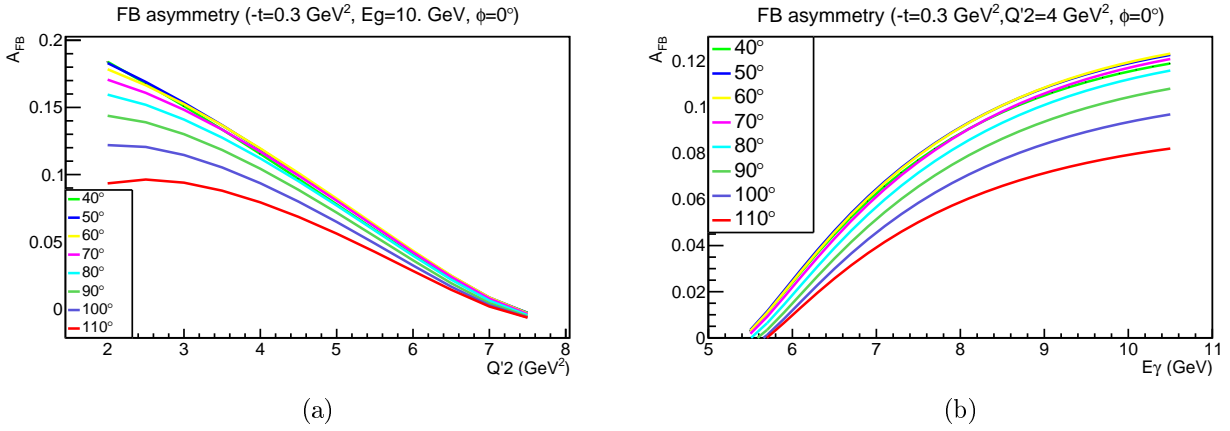 FB asymmetry (-t=0.3 GeV², Eg=10. GeV, ϕ=0°)
A_FB
0.2
0.15
0.1
0.05
0
40°
50°
60°
70°
80°
90°
100°
110°
2 3 4 5 6 7 8
Q'2 (GeV²)
(a)
FB asymmetry (-t=0.3 GeV²,Q'2=4 GeV², ϕ=0°)
A_FB
0.12
0.1
0.08
0.06
0.04
0.02
0
40°
50°
60°
70°
80°
90°
100°
110°
5 6 7 8 9 10 11
Eγ (GeV)
(b)